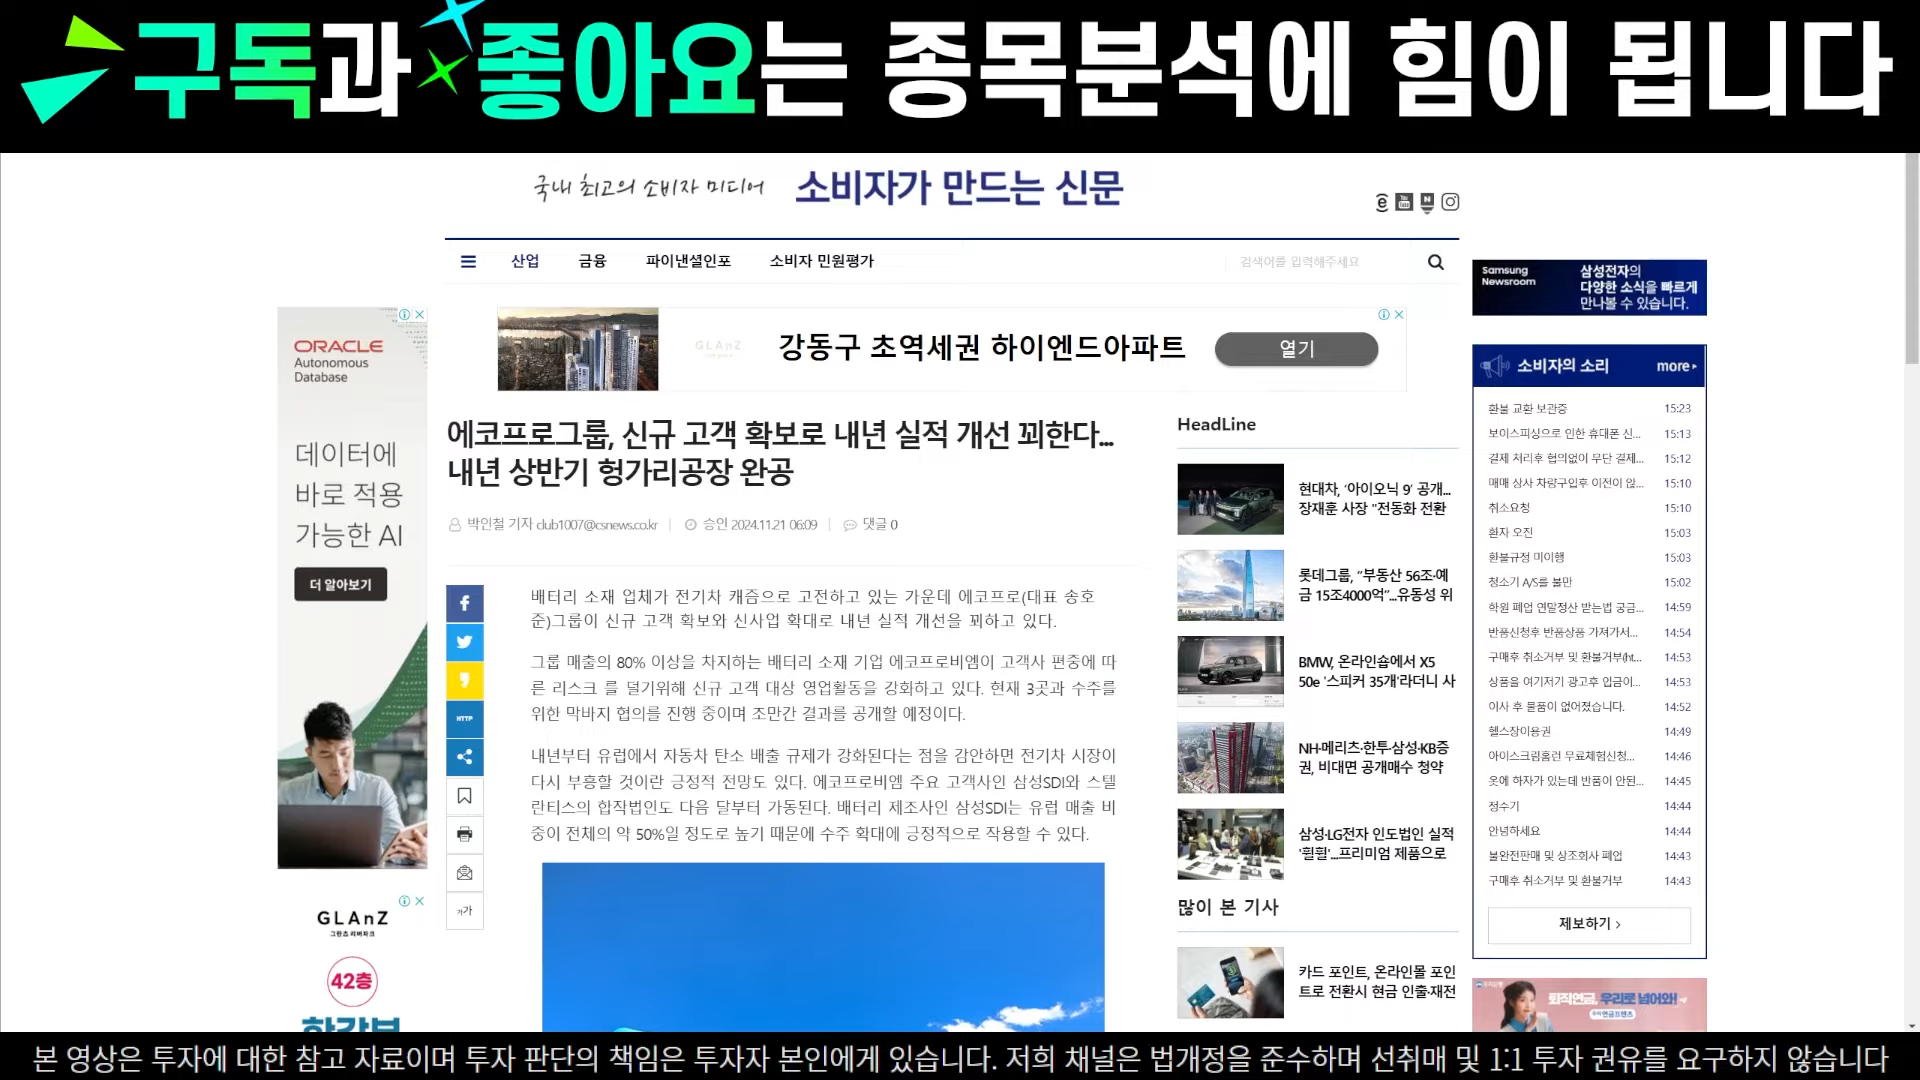 구독과 좋아요는 종목분석에 힘이 됩니다
국내 최고의 소비자 미디어 소비자가 만드는 신문
산업 금융 파이낸셜인포 소비자 민원평가 검색어를 입력해주세요
Samsung Newsroom
삼성전자의
다양한 소식을 빠르게
만나볼 수 있습니다.
ORACLE
Autonomous
Database
데이터에
바로 적용
가능한 AI
더 알아보기
GLAnZ
강동구 초역세권 하이엔드아파트
열기
에코프로그룹, 신규 고객 확보로 내년 실적 개선 꾀한다...
내년 상반기 헝가리공장 완공
박인철 기자 club1007@csnews.co.kr 승인 2024.11.21 06:09 댓글 0
HTTP
가가
배터리 소재 업체가 전기차 캐즘으로 고전하고 있는 가운데 에코프로(대표 송호
준)그룹이 신규 고객 확보와 신사업 확대로 내년 실적 개선을 꾀하고 있다.
그룹 매출의 80% 이상을 차지하는 배터리 소재 기업 에코프로비엠이 고객사 편중에 따
른 리스크 를 덜기위해 신규 고객 대상 영업활동을 강화하고 있다. 현재 3곳과 수주를
위한 막바지 협의를 진행 중이며 조만간 결과를 공개할 예정이다.
내년부터 유럽에서 자동차 탄소 배출 규제가 강화된다는 점을 감안하면 전기차 시장이
다시 부흥할 것이란 긍정적 전망도 있다. 에코프로비엠 주요 고객사인 삼성SDI와 스텔
란티스의 합작법인도 다음 달부터 가동된다. 배터리 제조사인 삼성SDI는 유럽 매출 비
중이 전체의 약 50%일 정도로 높기 때문에 수주 확대에 긍정적으로 작용할 수 있다.
HeadLine
현대차, ‘아이오닉 9’ 공개...
장재훈 사장 "전동화 전환
롯데그룹, “부동산 56조·예
금 15조4000억”...유동성 위
BMW, 온라인숍에서 X5
50e '스피커 35개'라더니 사
NH·메리츠·한투·삼성·KB증
권, 비대면 공개매수 청약
삼성·LG전자 인도법인 실적
'훨훨'...프리미엄 제품으로
많이 본 기사
카드 포인트, 온라인몰 포인
트로 전환시 현금 인출·재전
소비자의 소리 more
환불 교환 보관증 15:23
보이스피싱으로 인한 휴대폰 신... 15:13
결제 처리후 협의없이 무단 결제... 15:12
매매 상사 차량구입후 이전이 않... 15:10
취소요청 15:10
환자 오진 15:03
환불규정 미이행 15:03
청소기 A/S를 불만 15:02
학원 폐업 연말정산 받는법 궁금... 14:59
반품신청후 반품상품 가져가서... 14:54
구매후 취소거부 및 환불거부(ht... 14:53
상품을 여기저기 광고후 입금이... 14:53
이사 후 물품이 없어졌습니다. 14:52
헬스장이용권 14:49
아이스크림홈런 무료체험신청... 14:46
옷에 하자가 있는데 반품이 안된... 14:45
정수기 14:44
안녕하세요 14:44
불완전판매 및 상조회사 폐업 14:43
구매후 취소거부 및 환불거부 14:43
제보하기 >
GLAnZ
그란츠 리버파크
42층
퇴직연금, 우리로 넘어와!
본 영상은 투자에 대한 참고 자료이며 투자 판단의 책임은 투자자 본인에게 있습니다. 저희 채널은 법개정을 준수하며 선취매 및 1:1 투자 권유를 요구하지 않습니다